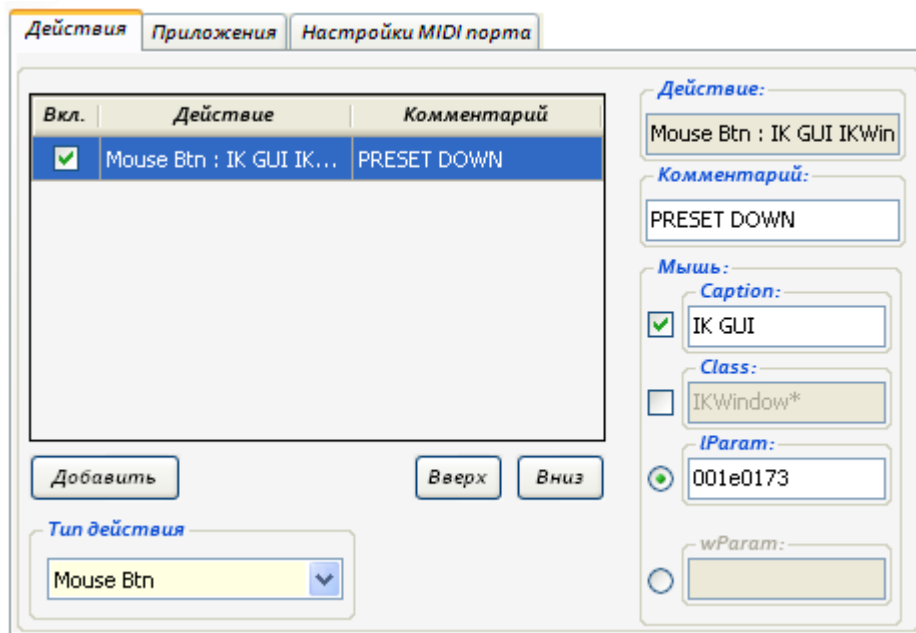 Действия
Приложения
Настройки MIDI порта
Вкл.
Действие
Комментарий
Mouse Btn : IK GUI IK...
PRESET DOWN
Добавить
Вверх
Вниз
Тип действия
Mouse Btn
Действие:
Mouse Btn : IK GUI IKWin
Комментарий:
PRESET DOWN
Мышь:
Caption:
IK GUI
Class:
IKWindow*
lParam:
001e0173
wParam: